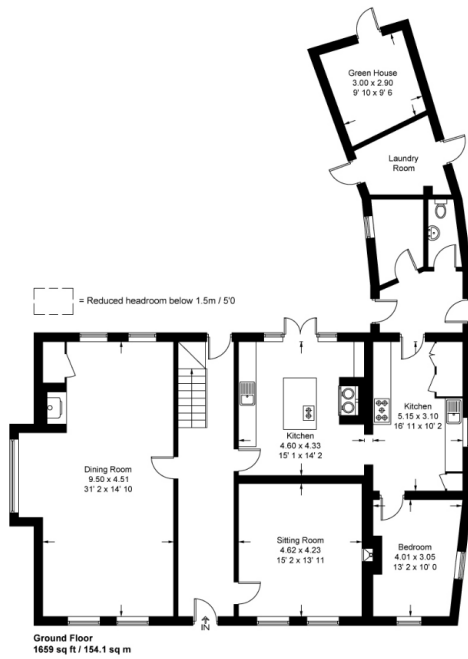 Green House
3.00 x 2.90
9' 10 x 9' 6
Laundry
Room
= Reduced headroom below 1.5m / 5'0
Kitchen
4.60 x 4.33
15' 1 x 14' 2
Kitchen
5.15 x 3.10
16' 11 x 10' 2
Dining Room
9.50 x 4.51
31' 2 x 14' 10
Sitting Room
4.62 x 4.23
15' 2 x 13' 11
Bedroom
4.01 x 3.05
13' 2 x 10' 0
IN
Ground Floor
1659 sq ft / 154.1 sq m